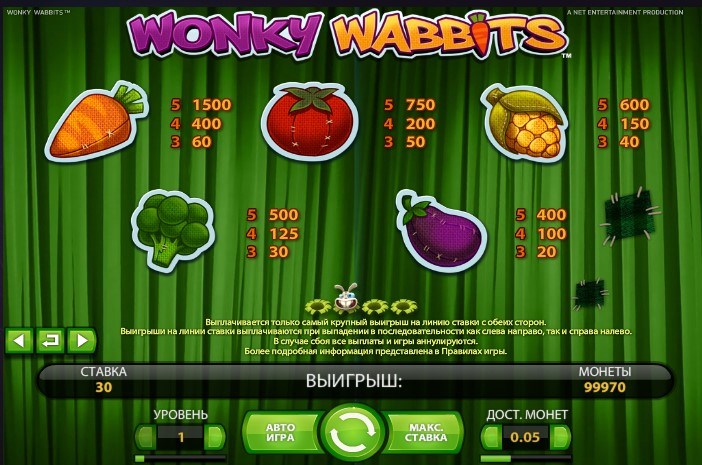 WONKY WABBITS™
A NET ENTERTAINMENT PRODUCTION
WONKY WABBITS™
5 1500
4 400
3 60
5 750
4 200
3 50
5 600
4 150
3 40
5 500
4 125
3 30
5 400
4 100
3 20
Выплачивается только самый крупный выигрыш на линию ставки с обеих сторон.
Выигрыши на линии ставки выплачиваются при выпадении в последовательности как слева направо, так и справа налево.
В случае сбоя все выплаты и игры аннулируются.
Более подробная информация представлена в Правилах игры.
СТАВКА
30
ВЫИГРЫШ:
МОНЕТЫ
99970
УРОВЕНЬ
1
АВТО
ИГРА
МАКС.
СТАВКА
ДОСТ. МОНЕТ
0.05